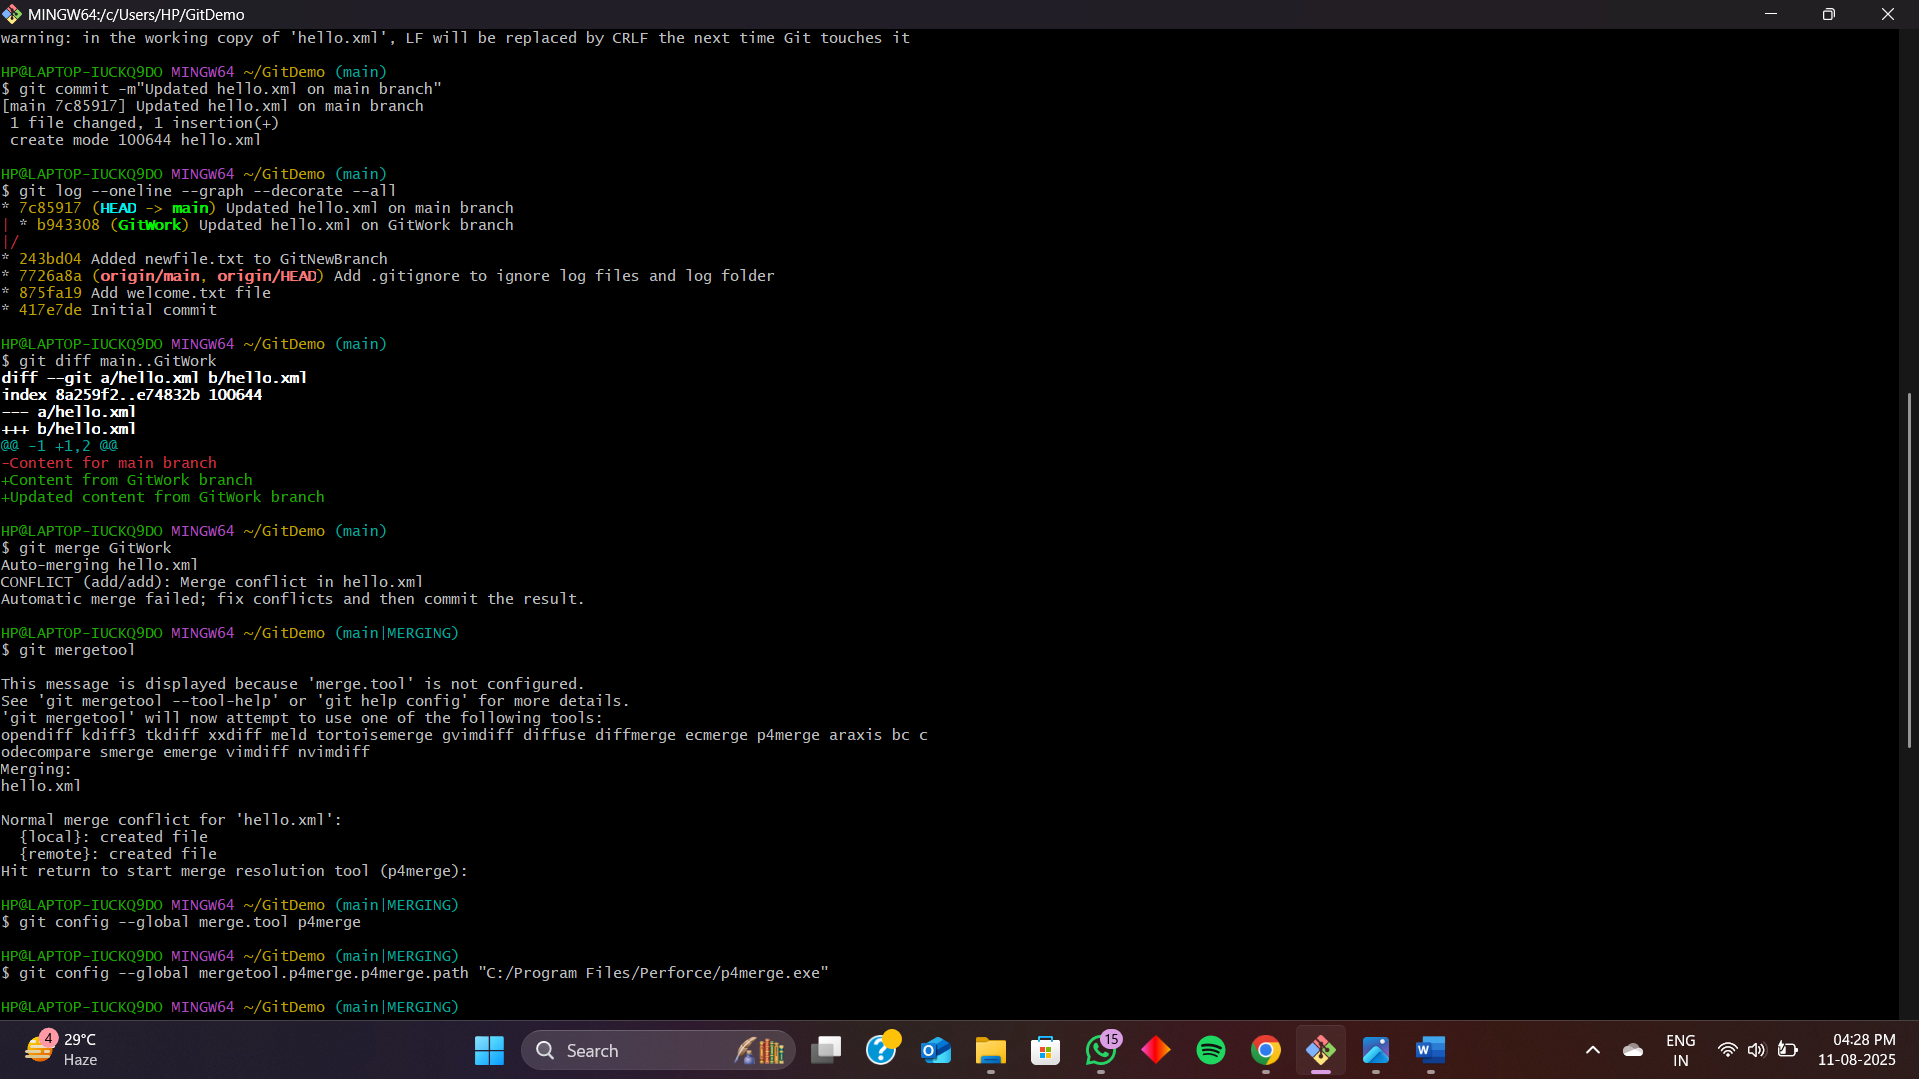 MINGW64:/c/Users/HP/GitDemo
warning: in the working copy of 'hello.xml', LF will be replaced by CRLF the next time Git touches it
HP@LAPTOP-IUCKQ9DO MINGW64 ~/GitDemo (main)
$ git commit -m"Updated hello.xml on main branch"
[main 7c85917] Updated hello.xml on main branch
 1 file changed, 1 insertion(+)
 create mode 100644 hello.xml
HP@LAPTOP-IUCKQ9DO MINGW64 ~/GitDemo (main)
$ git log --oneline --graph --decorate --all
* 7c85917 (HEAD -> main) Updated hello.xml on main branch
| * b943308 (GitWork) Updated hello.xml on GitWork branch
|/
* 243bd04 Added newfile.txt to GitNewBranch
* 7726a8a (origin/main, origin/HEAD) Add .gitignore to ignore log files and log folder
* 875fa19 Add welcome.txt file
* 417e7de Initial commit
HP@LAPTOP-IUCKQ9DO MINGW64 ~/GitDemo (main)
$ git diff main..GitWork
diff --git a/hello.xml b/hello.xml
index 8a259f2..e74832b 100644
--- a/hello.xml
+++ b/hello.xml
@@ -1 +1,2 @@
-Content for main branch
+Content from GitWork branch
+Updated content from GitWork branch
HP@LAPTOP-IUCKQ9DO MINGW64 ~/GitDemo (main)
$ git merge GitWork
Auto-merging hello.xml
CONFLICT (add/add): Merge conflict in hello.xml
Automatic merge failed; fix conflicts and then commit the result.
HP@LAPTOP-IUCKQ9DO MINGW64 ~/GitDemo (main|MERGING)
$ git mergetool
This message is displayed because 'merge.tool' is not configured.
See 'git mergetool --tool-help' or 'git help config' for more details.
'git mergetool' will now attempt to use one of the following tools:
opendiff kdiff3 tkdiff xxdiff meld tortoisemerge gvimdiff diffuse diffmerge ecmerge p4merge araxis bc c
odecompare smerge emerge vimdiff nvimdiff
Merging:
hello.xml
Normal merge conflict for 'hello.xml':
  {local}: created file
  {remote}: created file
Hit return to start merge resolution tool (p4merge):
HP@LAPTOP-IUCKQ9DO MINGW64 ~/GitDemo (main|MERGING)
$ git config --global merge.tool p4merge
HP@LAPTOP-IUCKQ9DO MINGW64 ~/GitDemo (main|MERGING)
$ git config --global mergetool.p4merge.p4merge.path "C:/Program Files/Perforce/p4merge.exe"
HP@LAPTOP-IUCKQ9DO MINGW64 ~/GitDemo (main|MERGING)
4
29°C
Haze
Search
15
ENG
IN
04:28 PM
11-08-2025